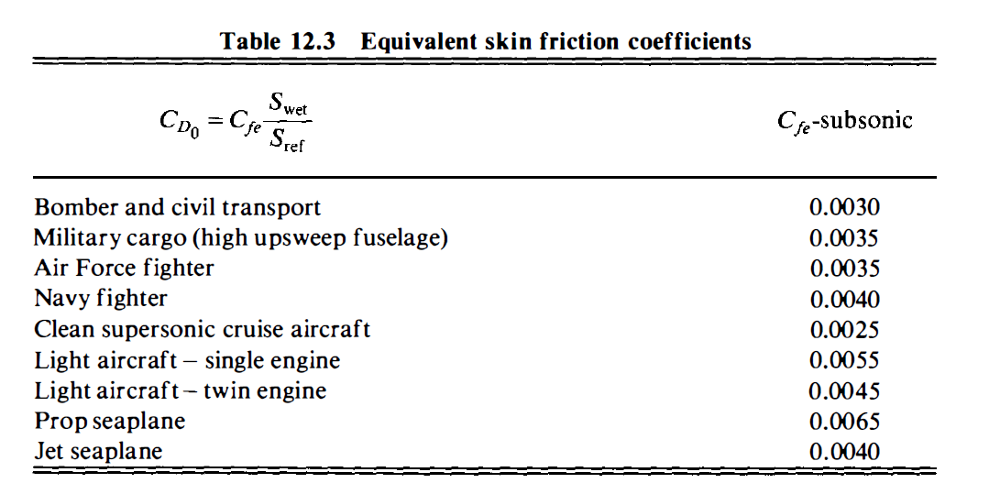 Table 12.3 Equivalent skin friction coefficients
C_{D_0} = C_{fe} \frac{S_{wet}}{S_{ref}} C_{fe}-subsonic
Bomber and civil transport 0.0030
Military cargo (high upsweep fuselage) 0.0035
Air Force fighter 0.0035
Navy fighter 0.0040
Clean supersonic cruise aircraft 0.0025
Light aircraft – single engine 0.0055
Light aircraft – twin engine 0.0045
Prop seaplane 0.0065
Jet seaplane 0.0040